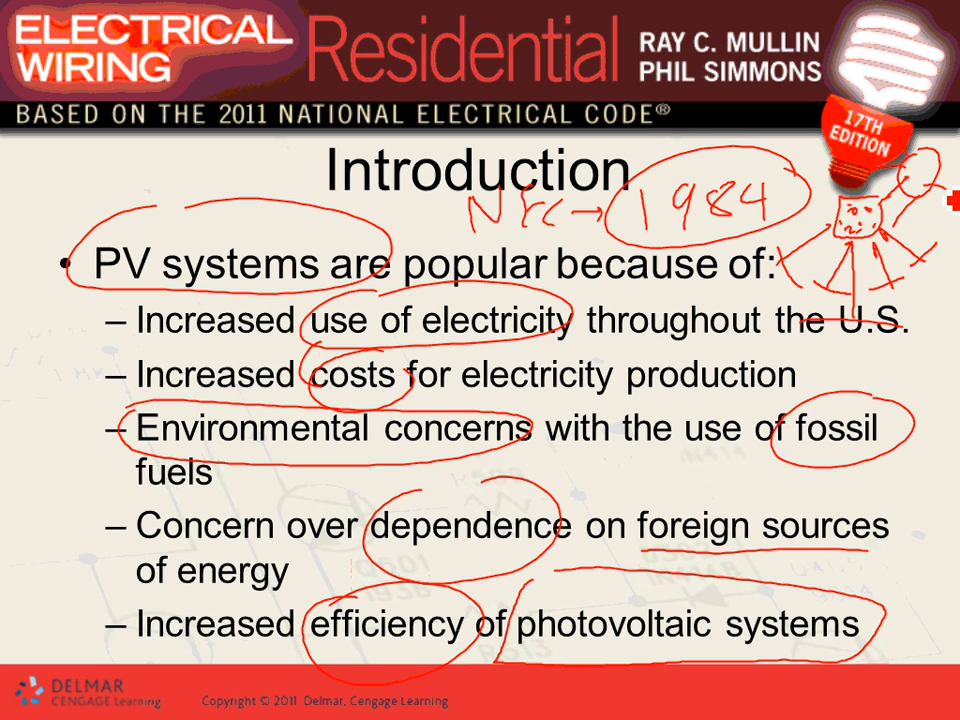 ELECTRICAL
WIRING
Residential
RAY C. MULLIN
PHIL SIMMONS
BASED ON THE 2011 NATIONAL ELECTRICAL CODE®
17TH
EDITION
Introduction
NEC → 1984
• PV systems are popular because of:
– Increased use of electricity throughout the U.S.
– Increased costs for electricity production
– Environmental concerns with the use of fossil
fuels
– Concern over dependence on foreign sources
of energy
– Increased efficiency of photovoltaic systems
DELMAR
CENGAGE Learning
Copyright © 2011 Delmar, Cengage Learning